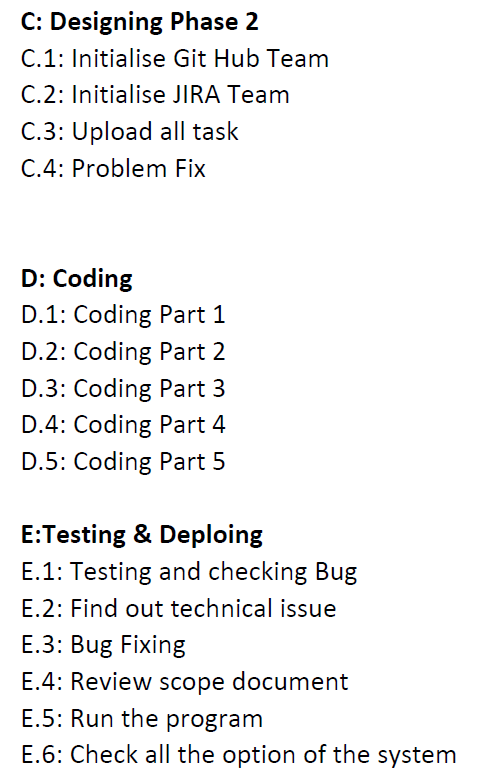 C: Designing Phase 2
C.1: Initialise Git Hub Team
C.2: Initialise JIRA Team
C.3: Upload all task
C.4: Problem Fix
D: Coding
D.1: Coding Part 1
D.2: Coding Part 2
D.3: Coding Part 3
D.4: Coding Part 4
D.5: Coding Part 5
E:Testing & Deploing
E.1: Testing and checking Bug
E.2: Find out technical issue
E.3: Bug Fixing
E.4: Review scope document
E.5: Run the program
E.6: Check all the option of the system